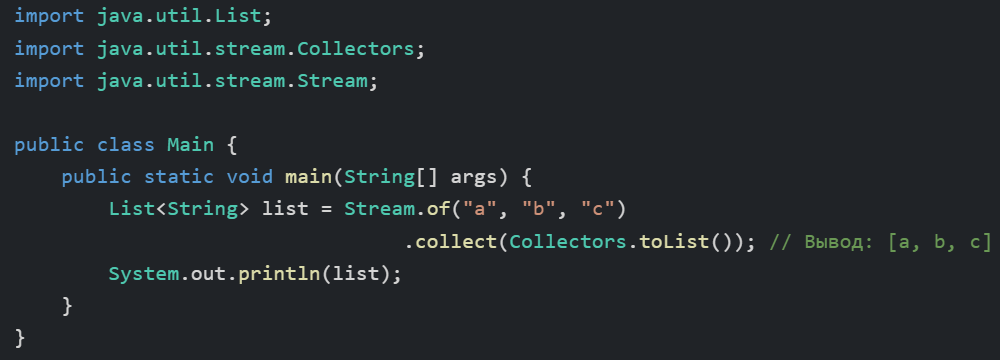 import java.util.List;
import java.util.stream.Collectors;
import java.util.stream.Stream;

public class Main {
    public static void main(String[] args) {
        List<String> list = Stream.of("a", "b", "c")
                                 .collect(Collectors.toList()); // Вывод: [a, b, c]
        System.out.println(list);
    }
}